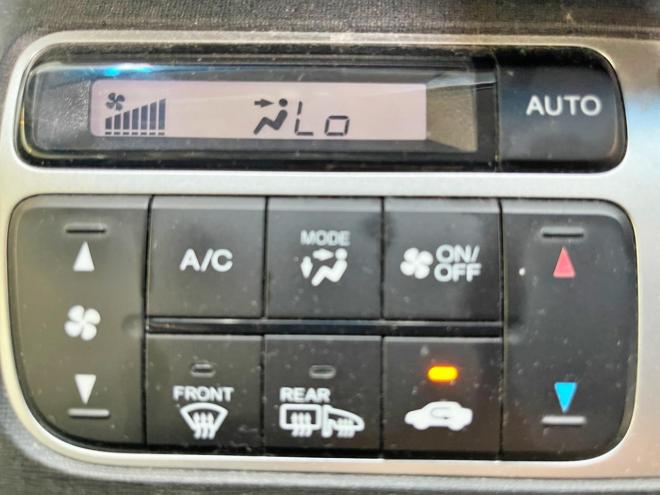 Lo
AUTO
A/C
MODE
ON/
OFF
FRONT
REAR